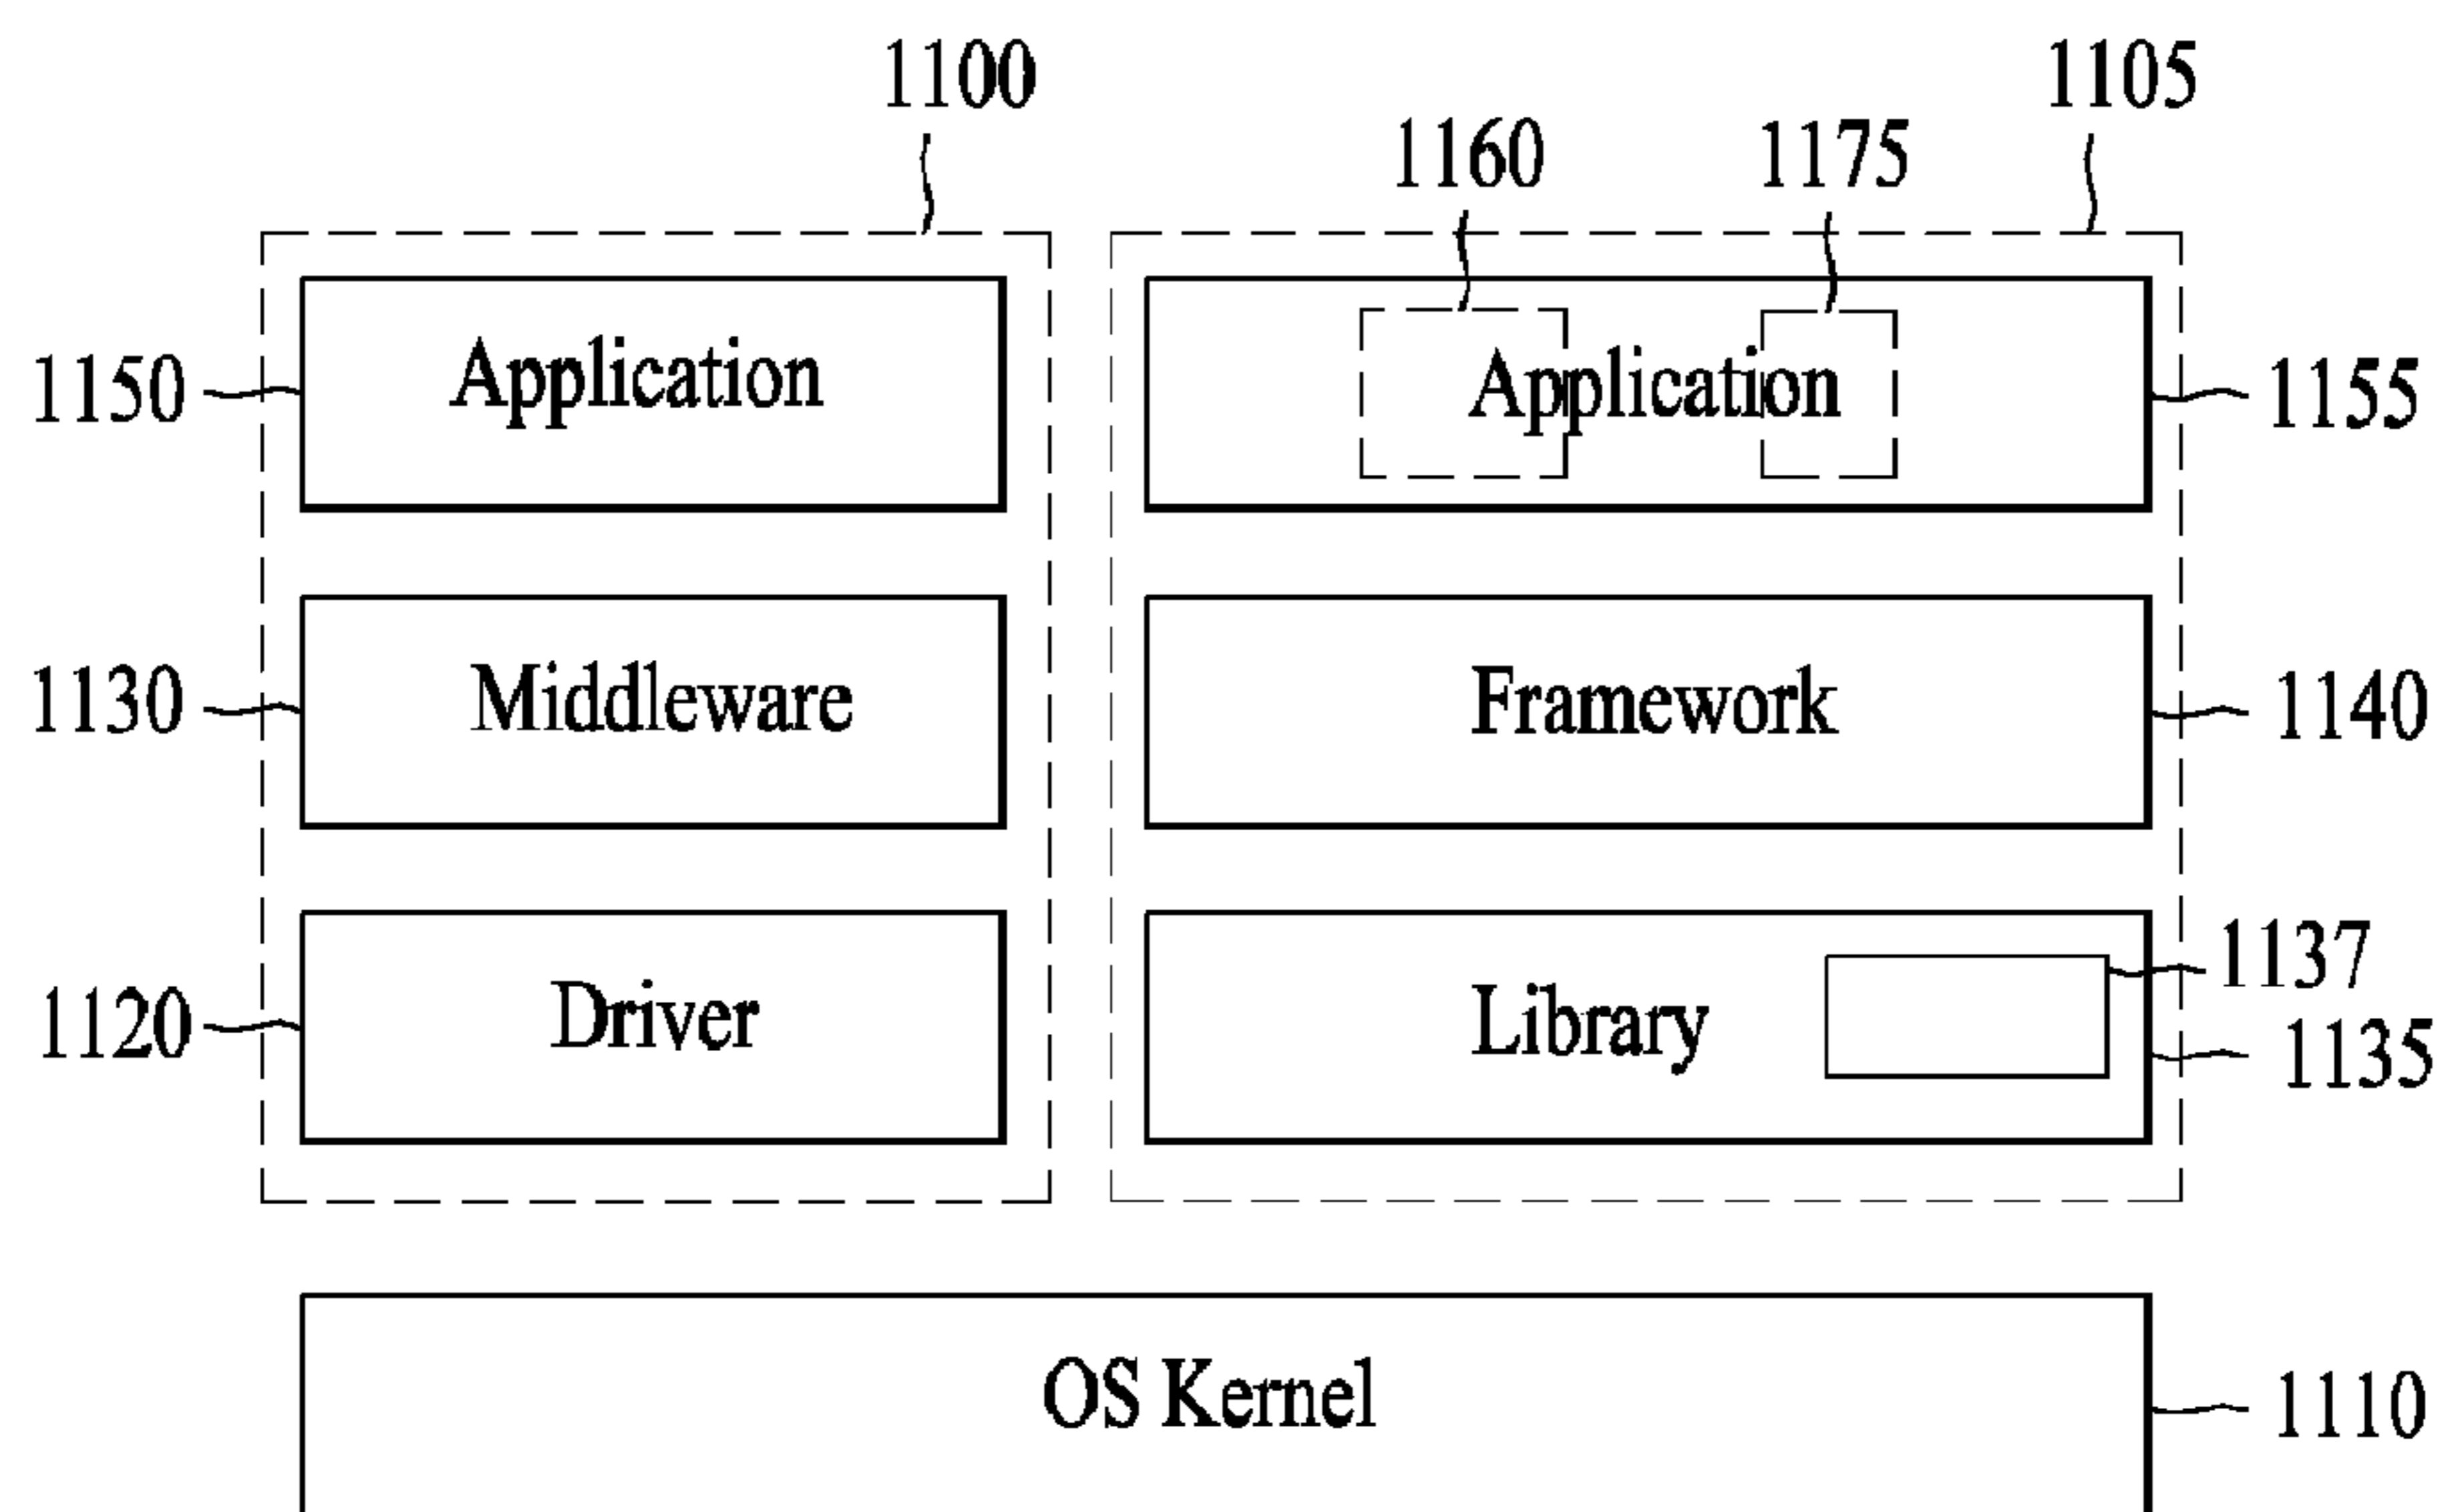 1100
1105
1160
1175
1150
Application
Application
1155
1130
Middleware
Framework
1140
1120
Driver
Library
1137
1135
OS Kernel
1110